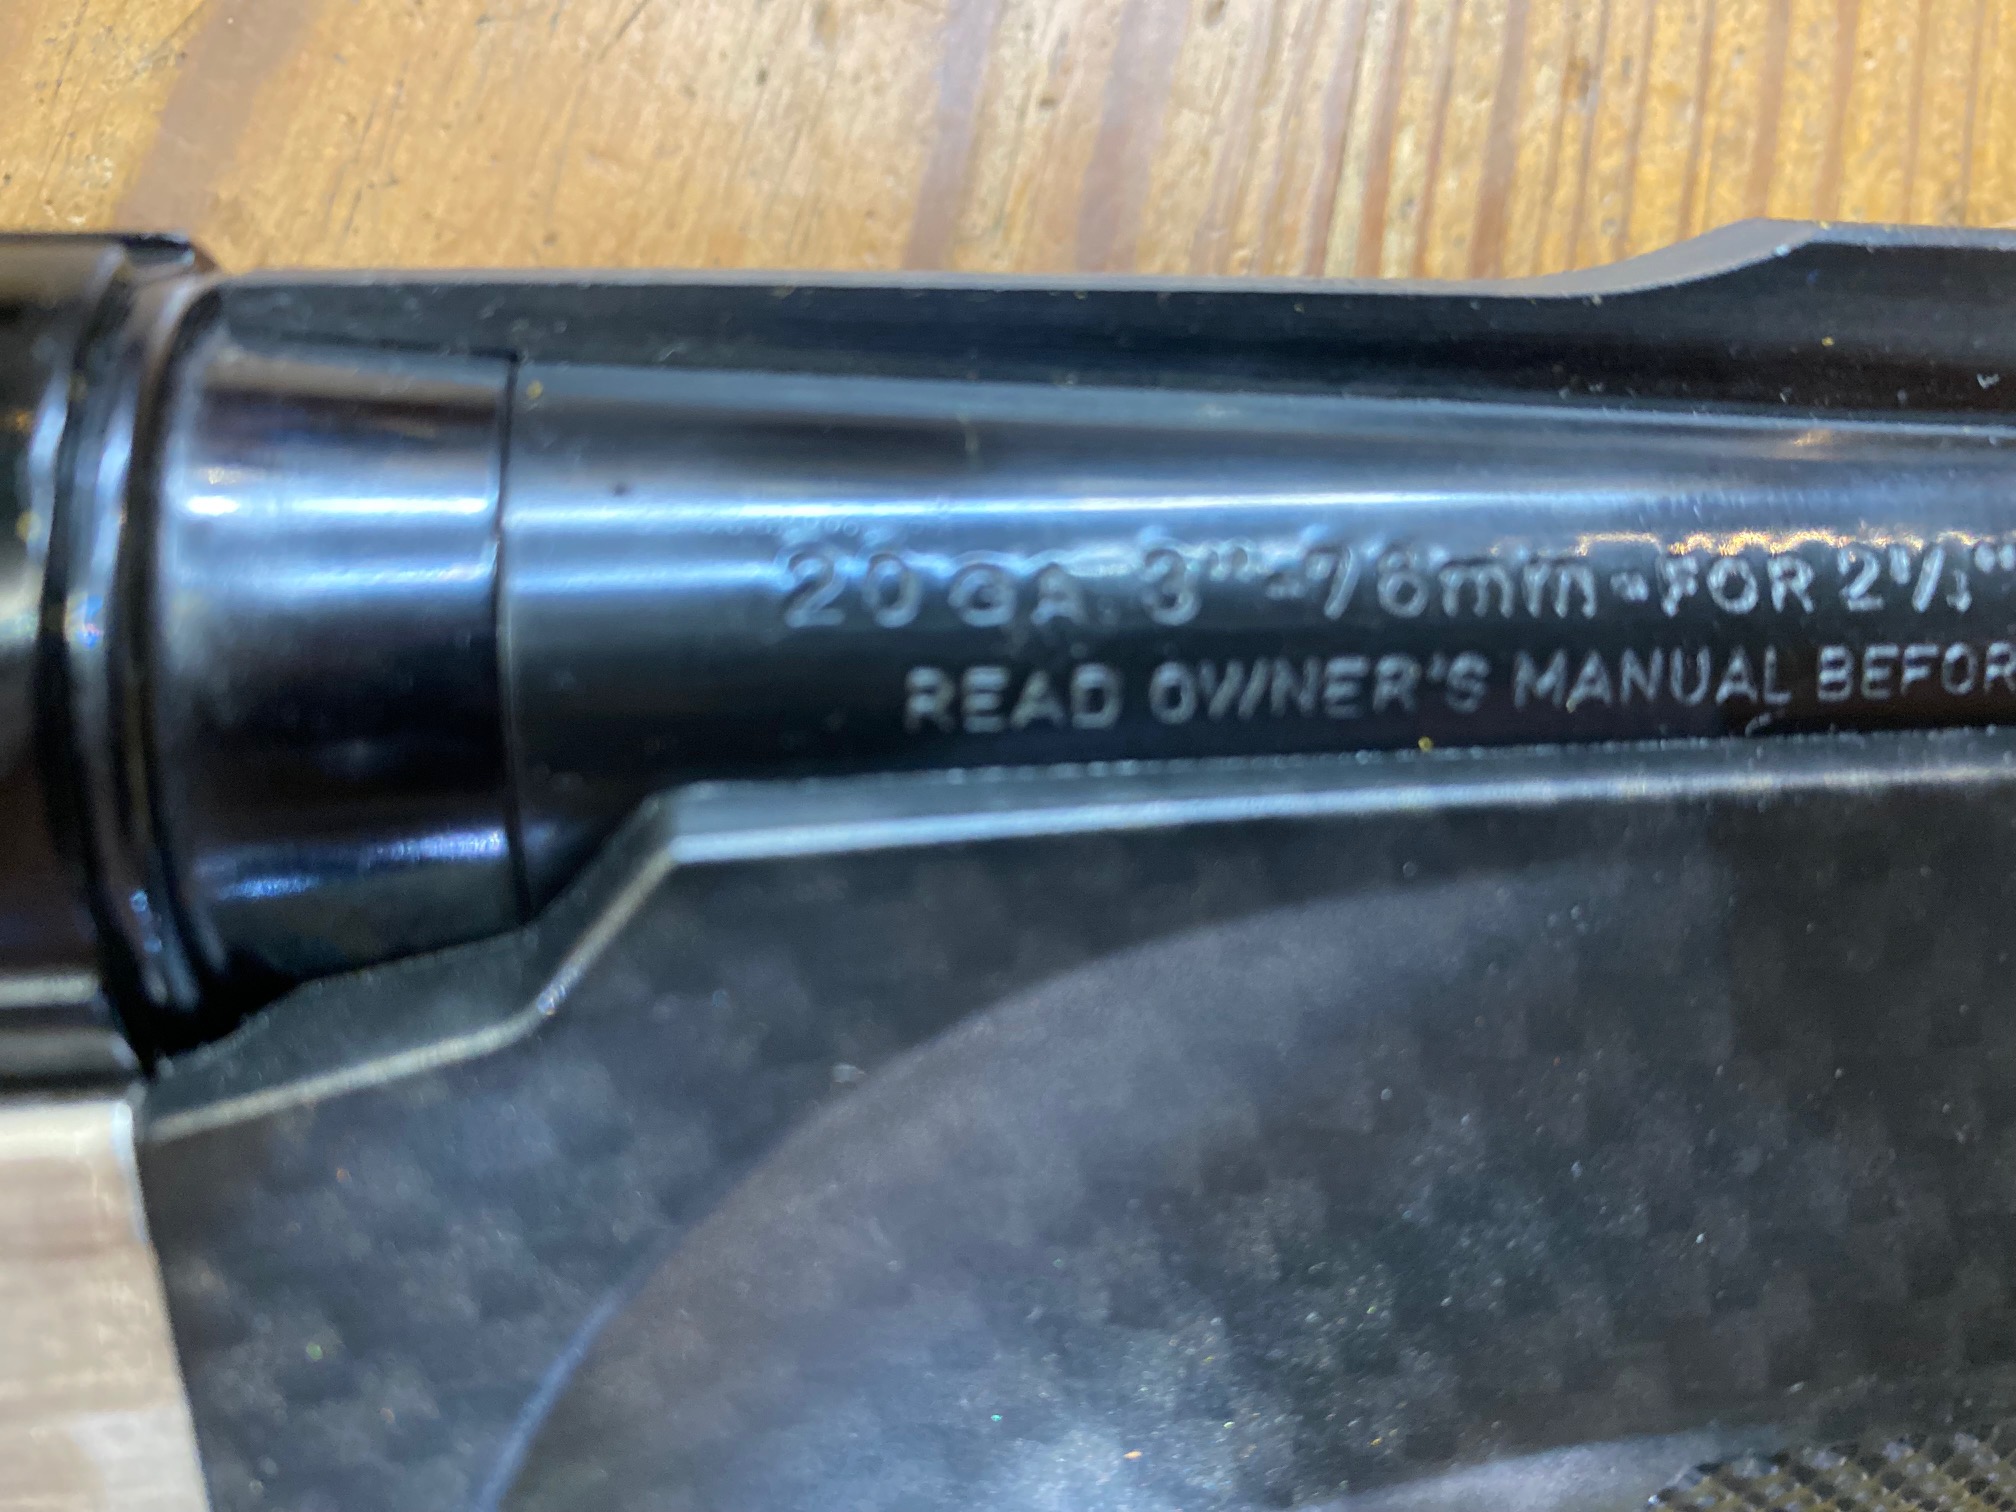 20 GA. 3"-76mm-FOR 2
READ OWNER'S MANUAL BEFOR